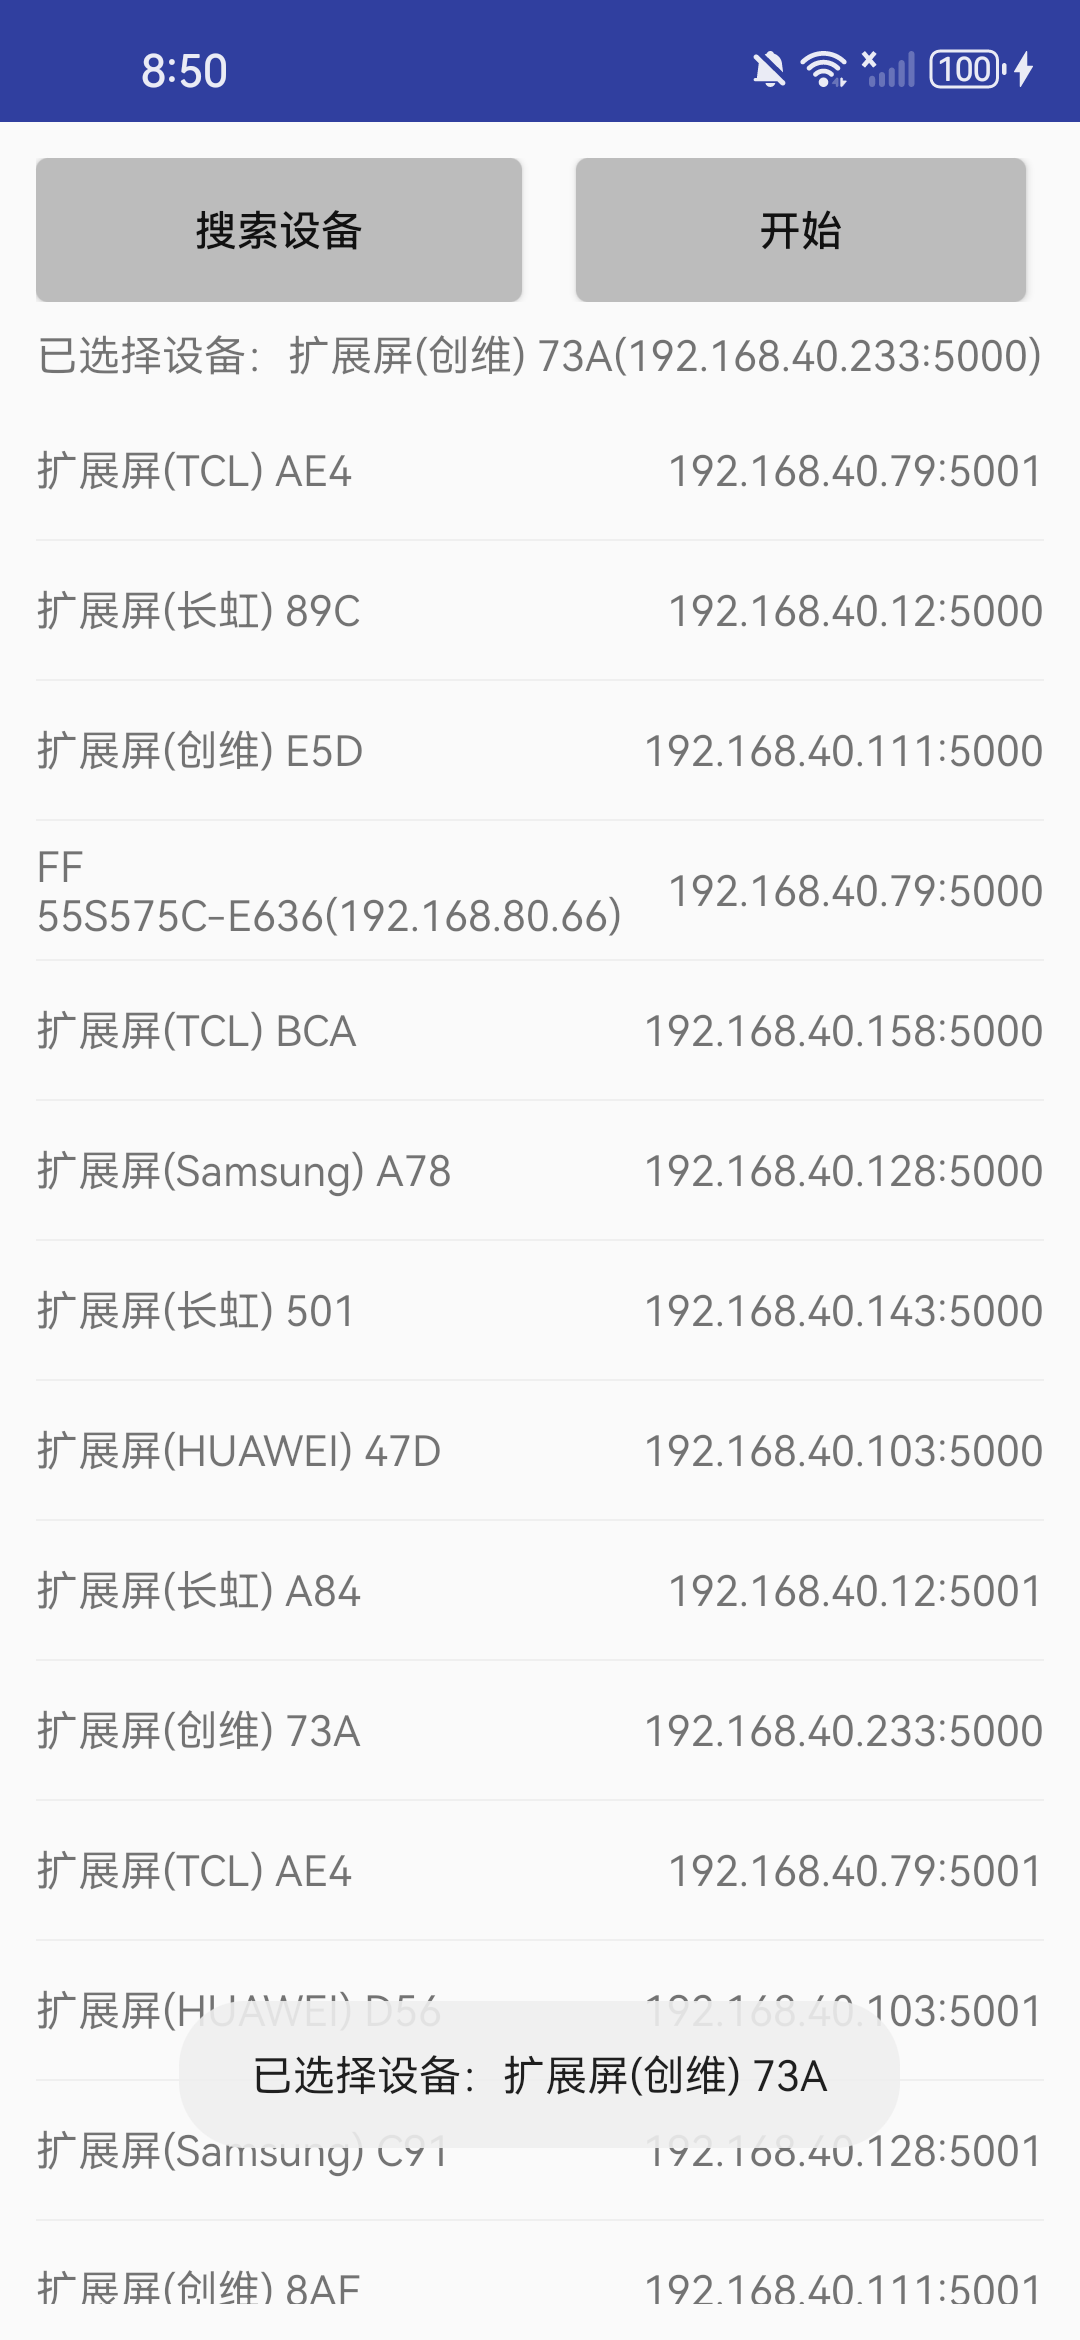 8:50
100
搜索设备
开始
已选择设备：扩展屏(创维) 73A(192.168.40.233:5000)
扩展屏(TCL) AE4
192.168.40.79:5001
扩展屏(长虹) 89C
192.168.40.12:5000
扩展屏(创维) E5D
192.168.40.111:5000
FF
55S575C-E636(192.168.80.66)
192.168.40.79:5000
扩展屏(TCL) BCA
192.168.40.158:5000
扩展屏(Samsung) A78
192.168.40.128:5000
扩展屏(长虹) 501
192.168.40.143:5000
扩展屏(HUAWEI) 47D
192.168.40.103:5000
扩展屏(长虹) A84
192.168.40.12:5001
扩展屏(创维) 73A
192.168.40.233:5000
扩展屏(TCL) AE4
192.168.40.79:5001
扩展屏(HUAWEI) D56
192.168.40.103:5001
已选择设备：扩展屏(创维) 73A
扩展屏(Samsung) C91
192.168.40.128:5001
扩展屏(创维) 8AF
192.168.40.111:5001